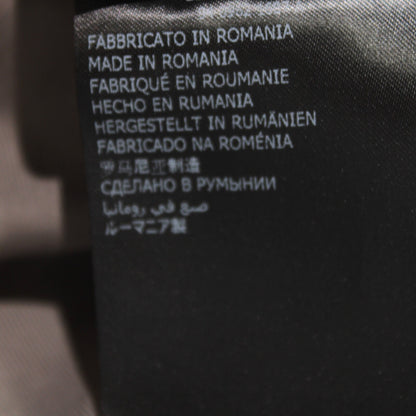 FABBRICATO IN ROMANIA
MADE IN ROMANIA
FABRIQUÉ EN ROUMANIE
HECHO EN RUMANIA
HERGESTELLT IN RUMÄNIEN
FABRICADO NA ROMÉNIA
罗马尼亚制造
СДЕЛАНО В РУМЫНИИ
صنع في رومانيا
ルーマニア製